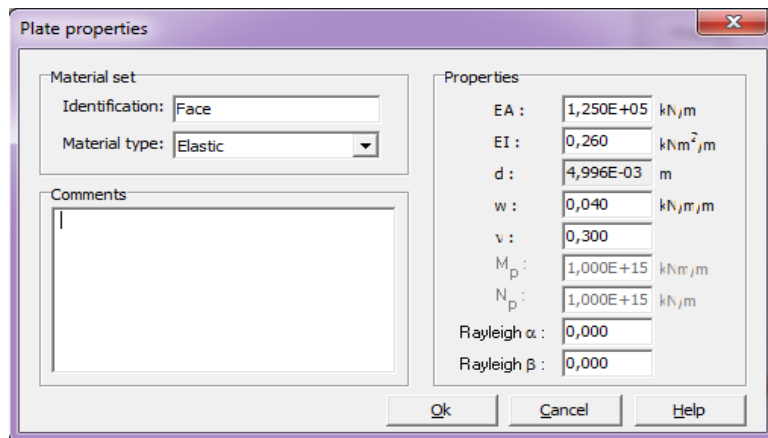 Plate properties
Material set
Identification: Face
Material type: Elastic
Comments
Properties
EA : 1,250E+05 kN/m
EI : 0,260 kNm²/m
d : 4,996E-03 m
w : 0,040 kN/m/m
ν : 0,300
Mp : 1,000E+15 kNm/m
Np : 1,000E+15 kN/m
Rayleigh α : 0,000
Rayleigh β : 0,000
Ok Cancel Help